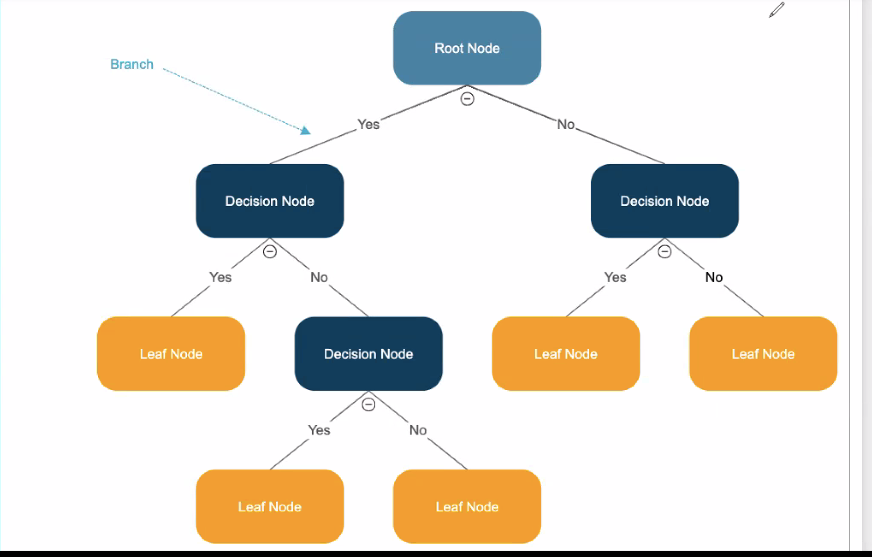 Root Node
Branch
Yes
No
Decision Node
Decision Node
Yes
No
Yes
No
Leaf Node
Decision Node
Leaf Node
Leaf Node
Yes
No
Leaf Node
Leaf Node